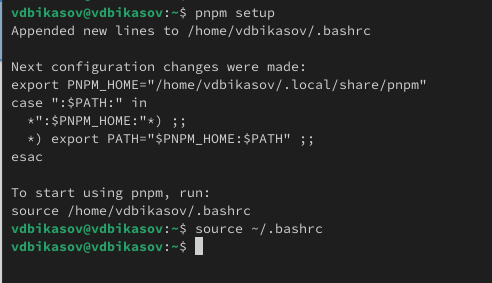 vdbikasov@vdbikasov:~$ pnpm setup
Appended new lines to /home/vdbikasov/.bashrc

Next configuration changes were made:
export PNPM_HOME="/home/vdbikasov/.local/share/pnpm"
case ":$PATH:" in
  *":$PNPM_HOME:"*) ;;
  *) export PATH="$PNPM_HOME:$PATH" ;;
esac

To start using pnpm, run:
source /home/vdbikasov/.bashrc
vdbikasov@vdbikasov:~$ source ~/.bashrc
vdbikasov@vdbikasov:~$